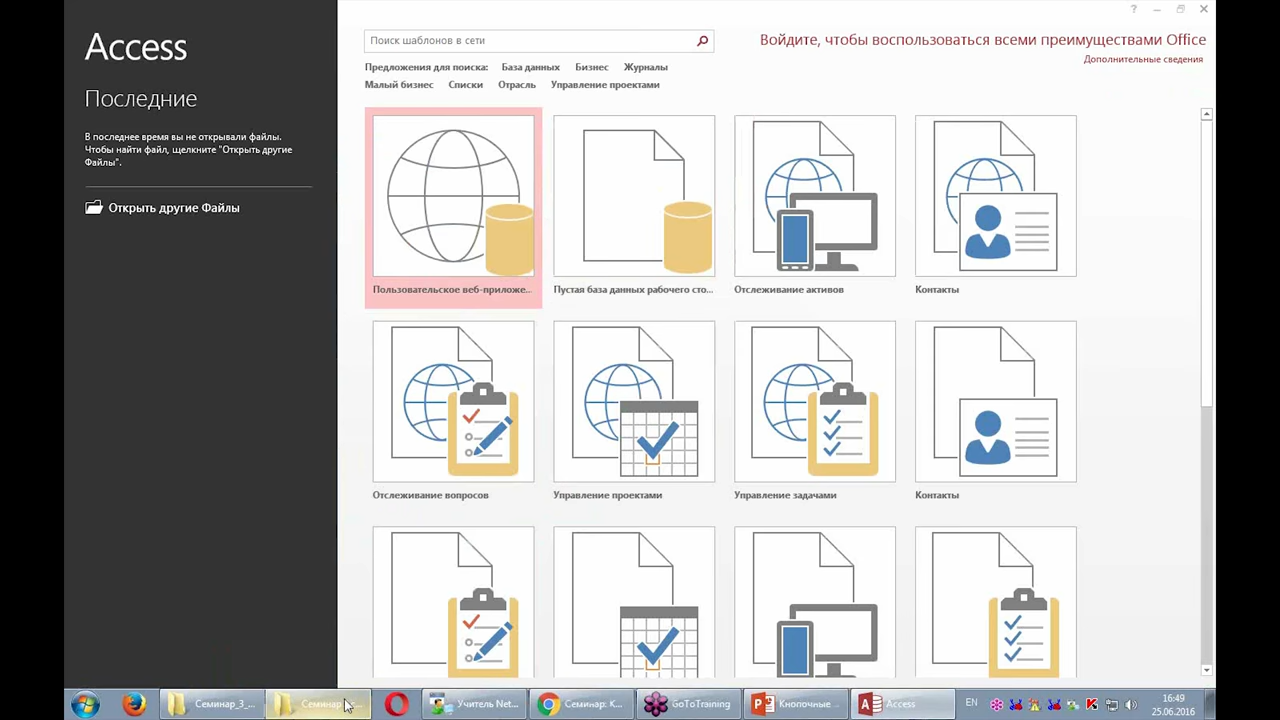 Access
Последние
В последнее время вы не открывали файлы.
Чтобы найти файл, щелкните "Открыть другие
Файлы".
Открыть другие Файлы
?
Поиск шаблонов в сети
Войдите, чтобы воспользоваться всеми преимуществами Office
Дополнительные сведения
Предложения для поиска: База данных Бизнес Журналы
Малый бизнес Списки Отрасль Управление проектами
Пользовательское веб-приложе...
Пустая база данных рабочего сто...
Отслеживание активов
Контакты
Отслеживание вопросов
Управление проектами
Управление задачами
Контакты
Семинар_3_...
Семинар
Учитель Net...
Семинар: К...
GoToTraining
Кнопочные ...
Access
EN
16:49
25.06.2016